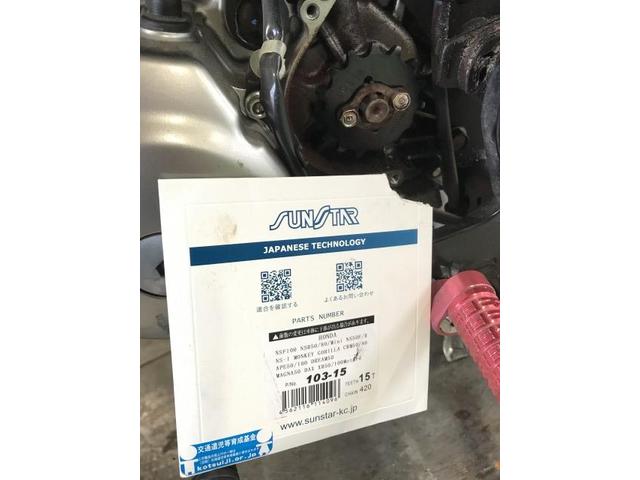 SUNSTAR
JAPANESE TECHNOLOGY
適合を確認する
よくあるお問い合わせ
PARTS NUMBER
HONDA
NSF100 NSR50/80/Mini NS50F/R
NS-1 MONKEY GORILLA CRM50/80
APE50/100 DREAM50
MAGNA50 DAX XR50/100Motard
P/No. 103-15 TEETH 15T
CHAIN 420
4562116114096
www.sunstar-kc.jp
交通遺児等育成基金
kotsuiji.or.jp